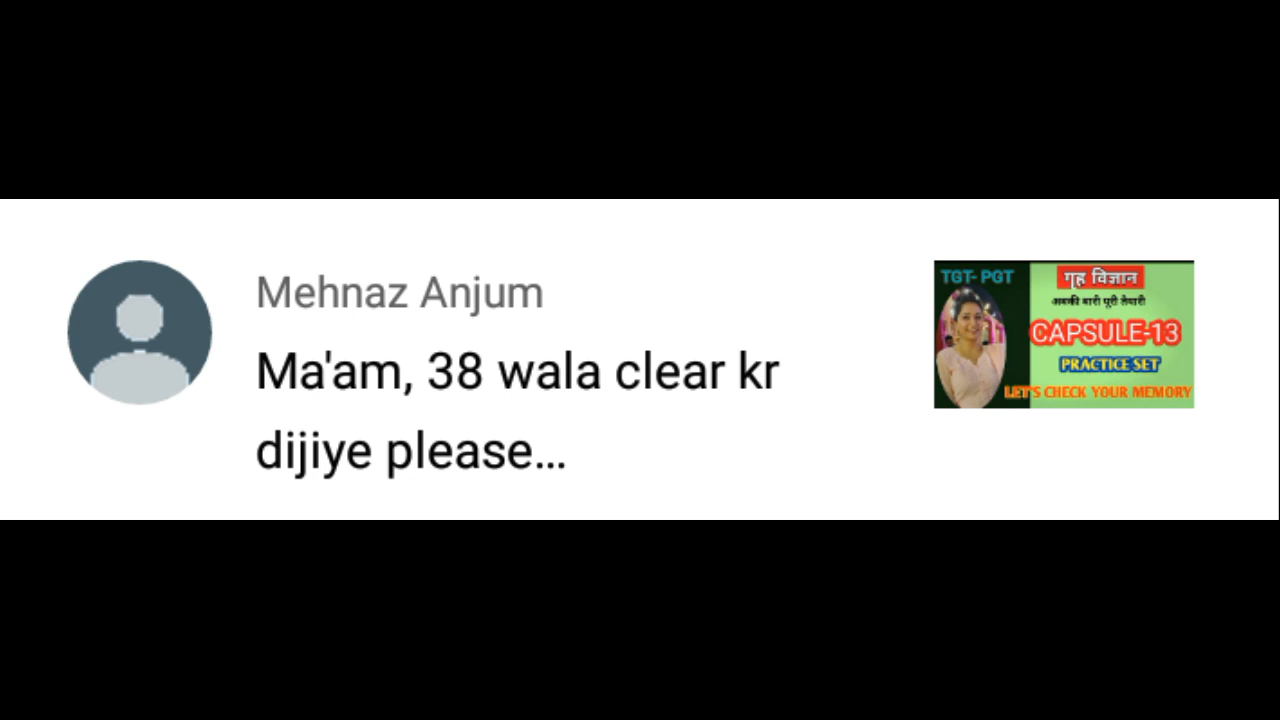 Mehnaz Anjum
Ma'am, 38 wala clear kr
dijiye please...
TGT- PGT
गृह विज्ञान
अबकी बारी पूरी तैयारी
CAPSULE-13
PRACTICE SET
LET'S CHECK YOUR MEMORY